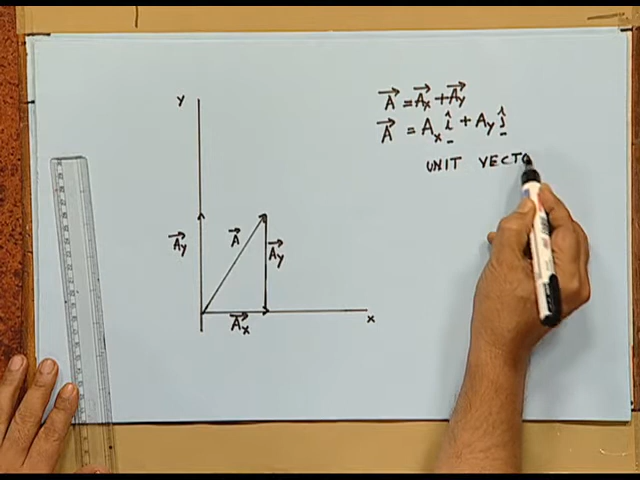 y
A⃗ = A⃗x + A⃗y
A⃗ = Ax î + Ay ĵ
UNIT VECTO
A⃗y
A⃗
A⃗y
A⃗x
x